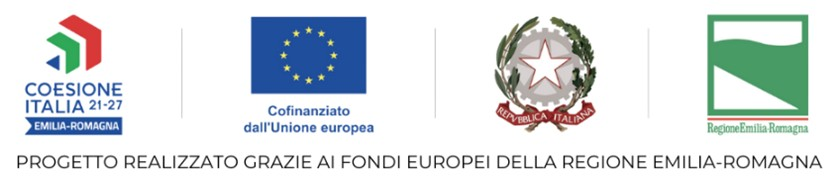 COESIONE
ITALIA 21-27
EMILIA-ROMAGNA
Cofinanziato
dall'Unione europea
REPVBBLICA ITALIANA
RegioneEmilia-Romagna
PROGETTO REALIZZATO GRAZIE AI FONDI EUROPEI DELLA REGIONE EMILIA-ROMAGNA